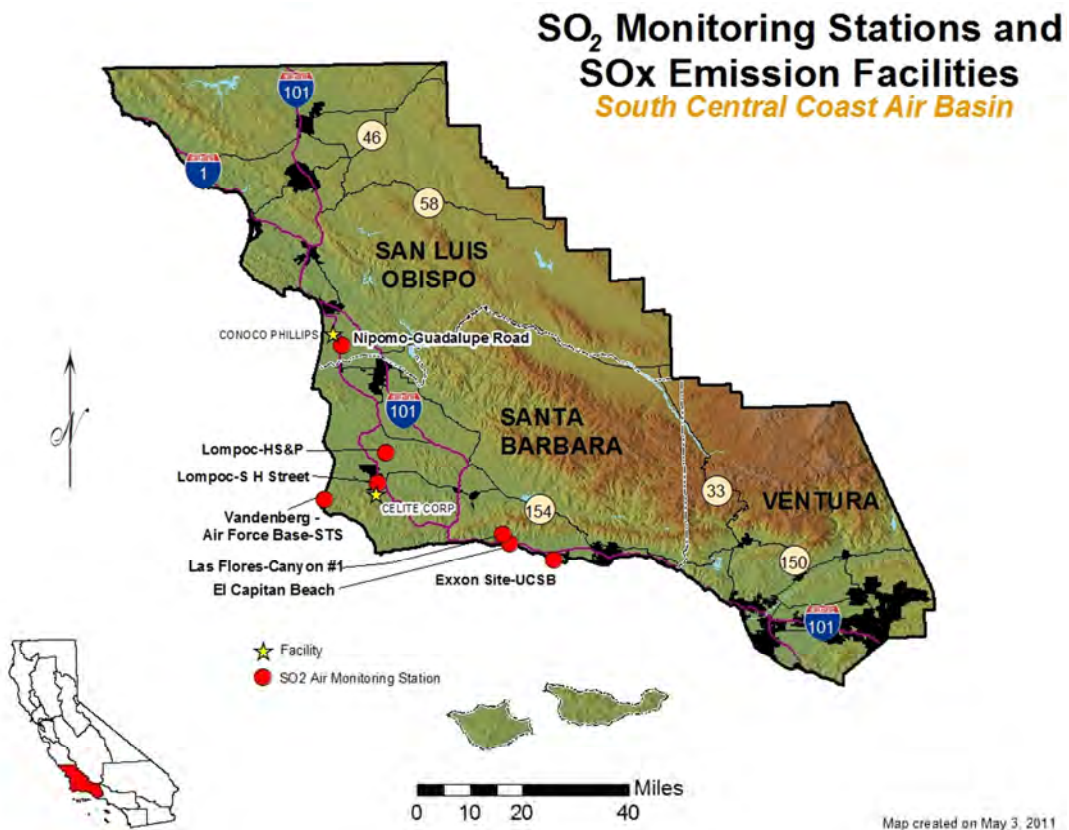 SO₂ Monitoring Stations and
SOx Emission Facilities
South Central Coast Air Basin
101
46
1
58
SAN LUIS
OBISPO
CONOCO PHILLIPS
Nipomo-Guadalupe Road
101
SANTA
BARBARA
Lompoc-HS&P
Lompoc-S H Street
CELITE CORP
Vandenberg -
Air Force Base-STS
154
33
VENTURA
Las Flores-Canyon #1
El Capitan Beach
Exxon Site-UCSB
150
101
N
Facility
SO2 Air Monitoring Station
Miles
0 10 20 40
Map created on May 3, 2011